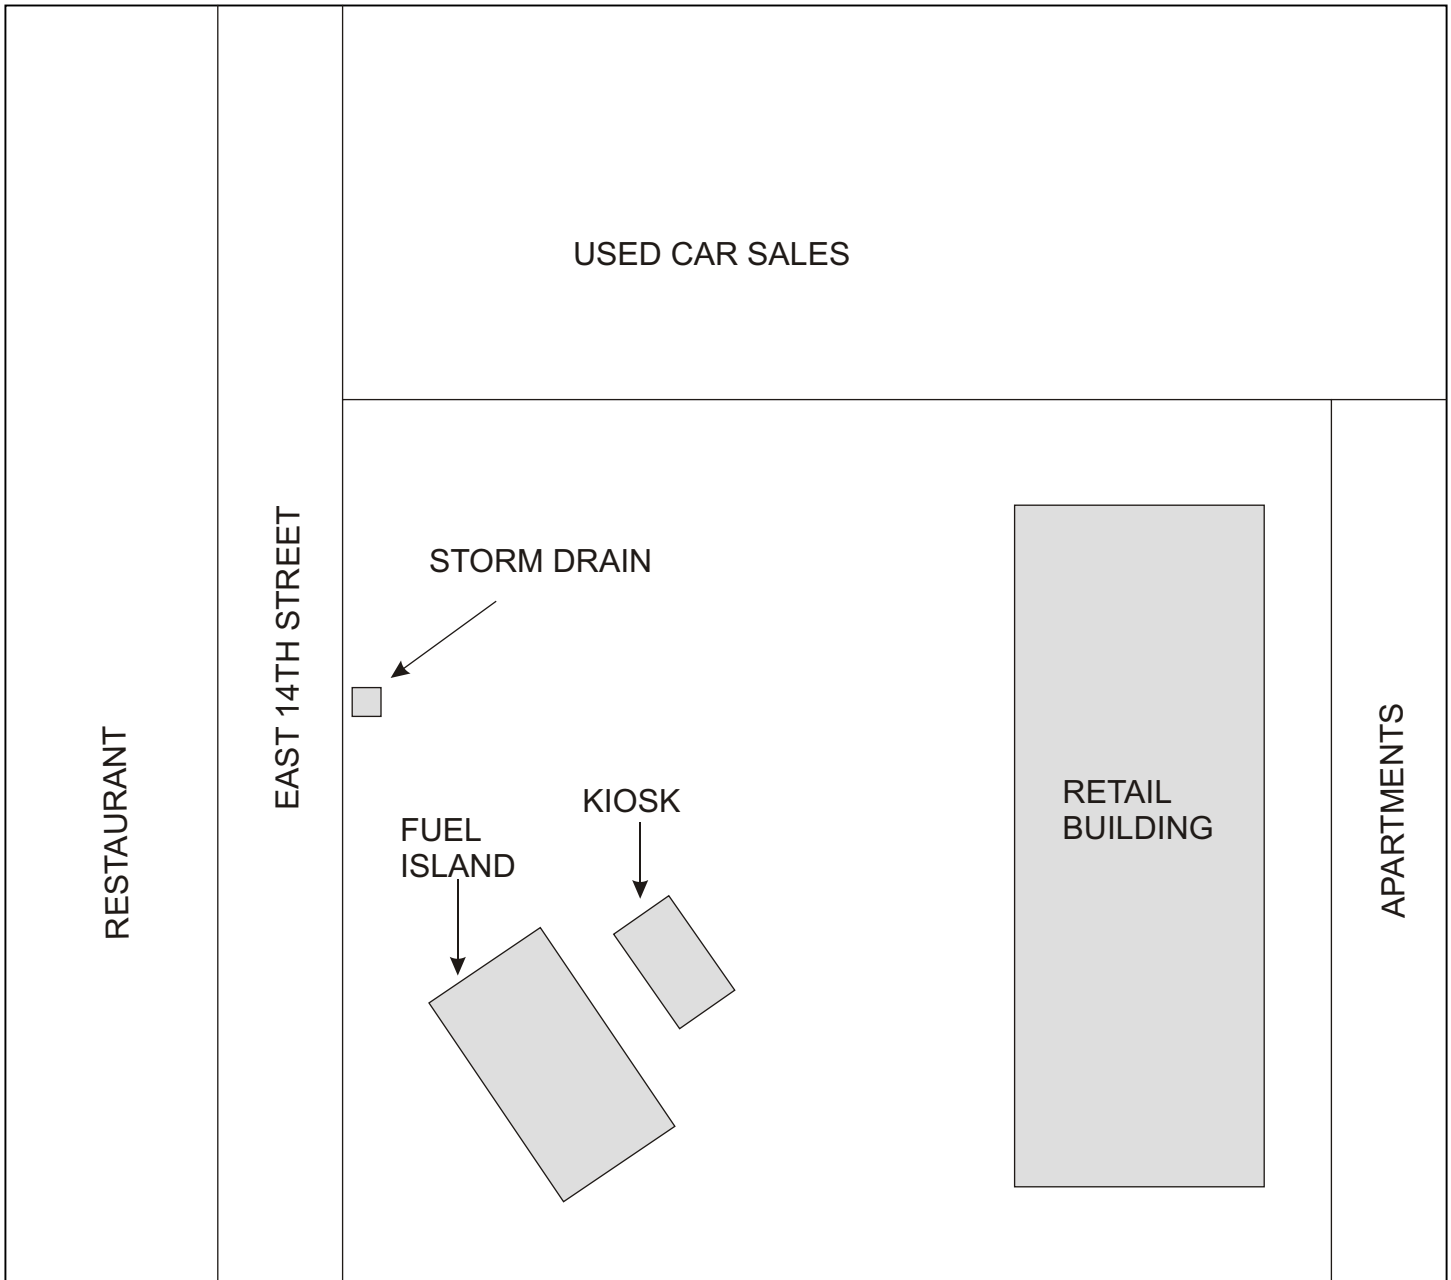 USED CAR SALES
STORM DRAIN
EAST 14TH STREET
RESTAURANT
KIOSK
FUEL
ISLAND
RETAIL
BUILDING
APARTMENTS